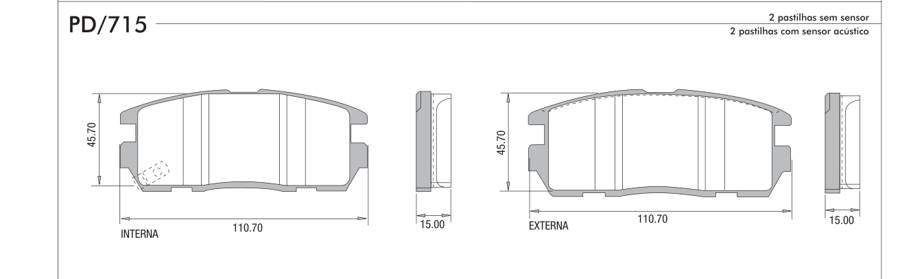 PD/715
2 pastilhas sem sensor
2 pastilhas com sensor acústico
45.70
45.70
15.00
15.00
110.70
110.70
INTERNA
EXTERNA